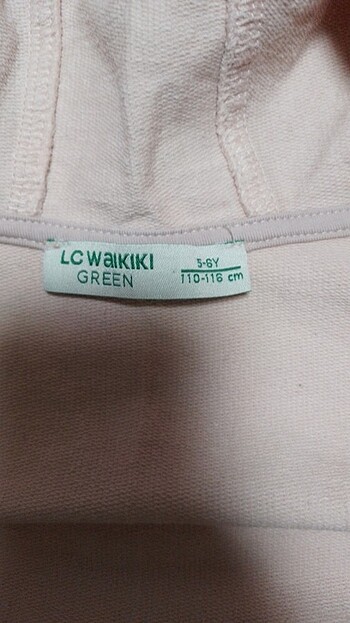 LC WAIKIKI
GREEN
5-6Y
110-116 cm